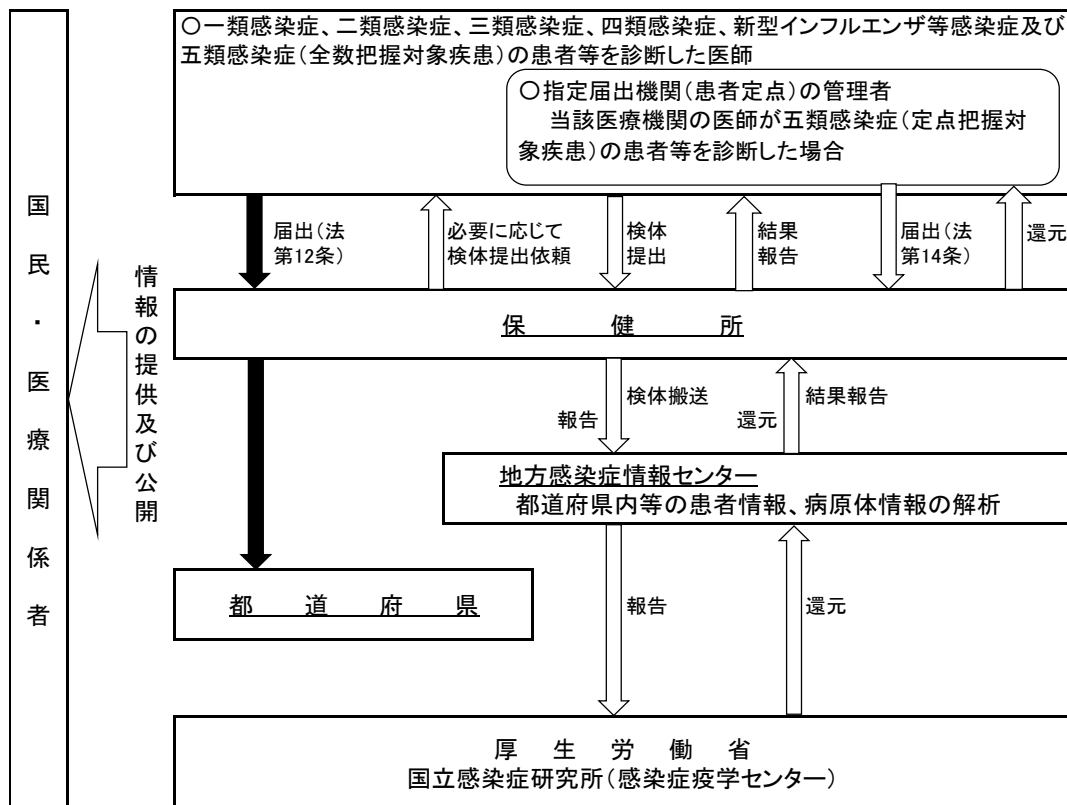 〇一類感染症、二類感染症、三類感染症、四類感染症、新型インフルエンザ等感染症及び
五類感染症(全数把握対象疾患)の患者等を診断した医師
〇指定届出機関(患者定点)の管理者
当該医療機関の医師が五類感染症(定点把握対
象疾患)の患者等を診断した場合
国民・医療関係者
情報の提供及び公開
届出(法
第12条)
必要に応じて
検体提出依頼
検体
提出
結果
報告
届出(法
第14条)
還元
保健所
検体搬送
報告
結果報告
還元
地方感染症情報センター
都道府県内等の患者情報、病原体情報の解析
都道府県
報告
還元
厚生労働省
国立感染症研究所(感染症疫学センター)